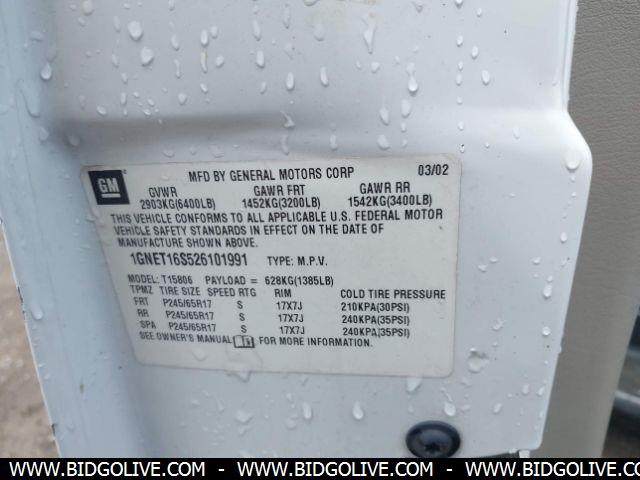 GM
MFD BY GENERAL MOTORS CORP 03/02
GVWR GAWR FRT GAWR RR
2903KG(6400LB) 1452KG(3200LB) 1542KG(3400LB)
THIS VEHICLE CONFORMS TO ALL APPLICABLE U.S. FEDERAL MOTOR
VEHICLE SAFETY STANDARDS IN EFFECT ON THE DATE OF
MANUFACTURE SHOWN ABOVE.
1GNET16S526101991 TYPE: M.P.V.
MODEL: T15806 PAYLOAD = 628KG(1385LB)
TPMZ TIRE SIZE SPEED RTG RIM COLD TIRE PRESSURE
FRT P245/65R17 S 17X7J 210KPA(30PSI)
RR P245/65R17 S 17X7J 240KPA(35PSI)
SPA P245/65R17 S 17X7J 240KPA(35PSI)
SEE OWNER'S MANUAL FOR MORE INFORMATION.
WWW.BIDGOLIVE.COM - WWW.BIDGOLIVE.COM - WWW.BIDGOLIVE.COM